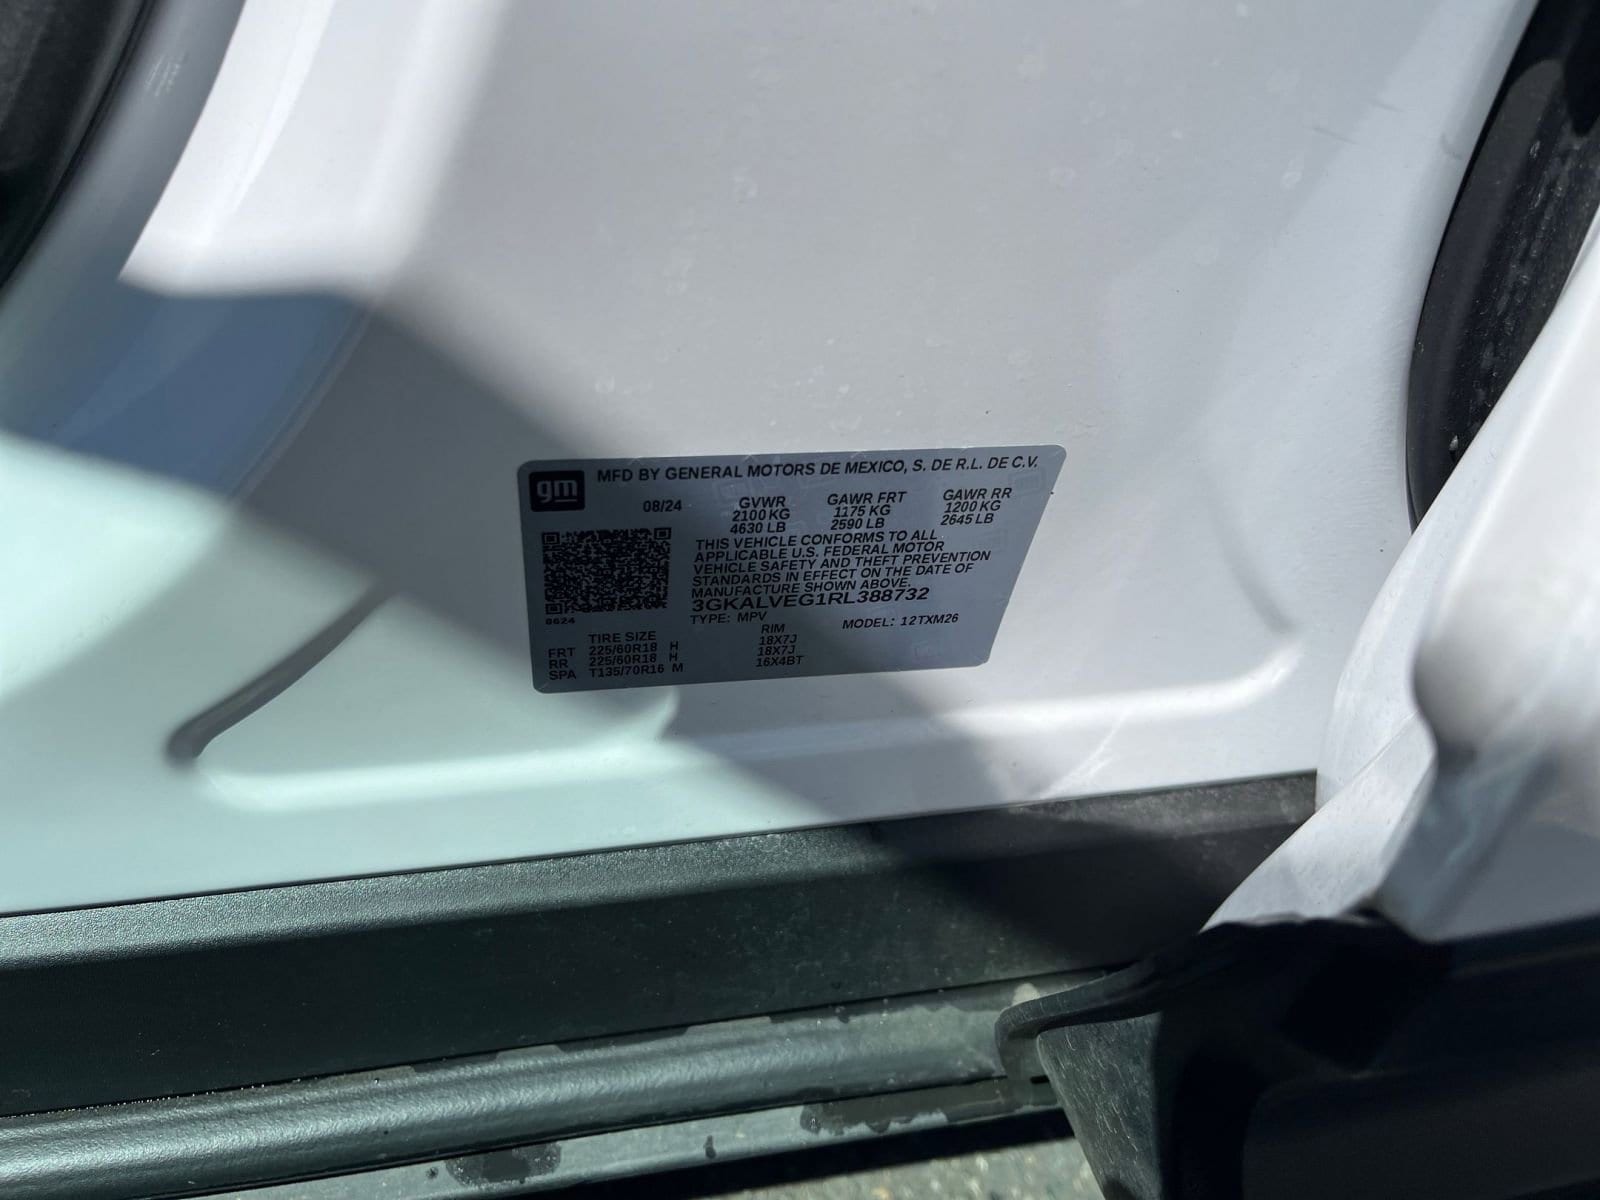 gm
MFD BY GENERAL MOTORS DE MEXICO, S. DE R.L. DE C.V.
08/24 GVWR GAWR FRT GAWR RR
2100 KG 1175 KG 1200 KG
4630 LB 2590 LB 2645 LB
THIS VEHICLE CONFORMS TO ALL
APPLICABLE U.S. FEDERAL MOTOR
VEHICLE SAFETY AND THEFT PREVENTION
STANDARDS IN EFFECT ON THE DATE OF
MANUFACTURE SHOWN ABOVE.
3GKALVEG1RL388732
8624
TYPE: MPV MODEL: 12TXM26
TIRE SIZE RIM
FRT 225/60R18 H 18X7J
RR 225/60R18 H 18X7J
SPA T135/70R16 M 16X4BT